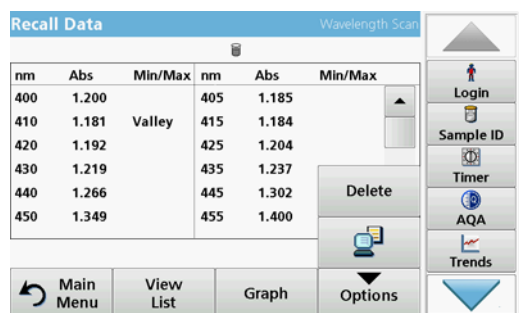 Recall Data Wavelength Scan
nm Abs Min/Max nm Abs Min/Max
400 1.200 405 1.185
410 1.181 Valley 415 1.184
420 1.192 425 1.204
430 1.219 435 1.237
440 1.266 445 1.302
450 1.349 455 1.400
Delete
Main Menu
View List
Graph
Options
Login
Sample ID
Timer
AQA
Trends